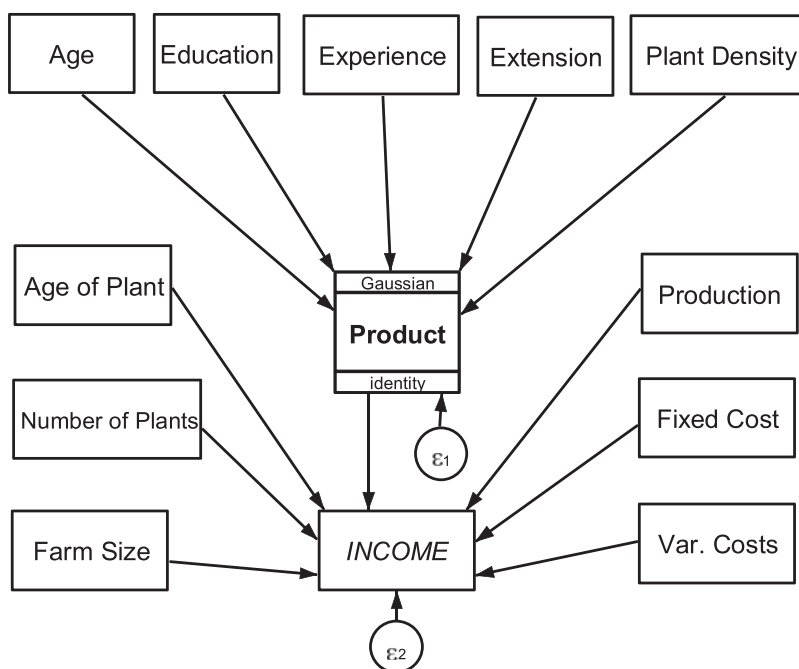 Age
Education
Experience
Extension
Plant Density
Age of Plant
Gaussian
Product
identity
Production
Number of Plants
Fixed Cost
ε1
Farm Size
INCOME
Var. Costs
ε2